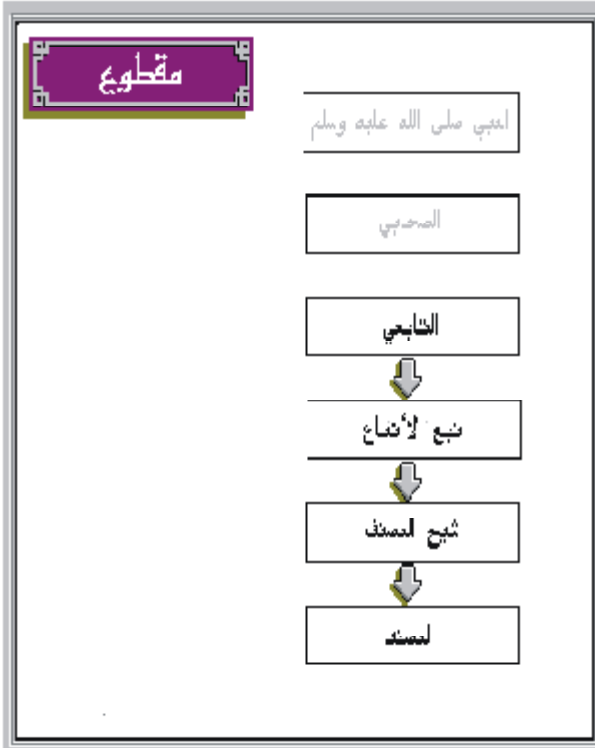 مقطوع
النبي صلى الله عليه وسلم
الصحابي
التابعي
تبع الأتباع
شيخ المصنف
المصنف